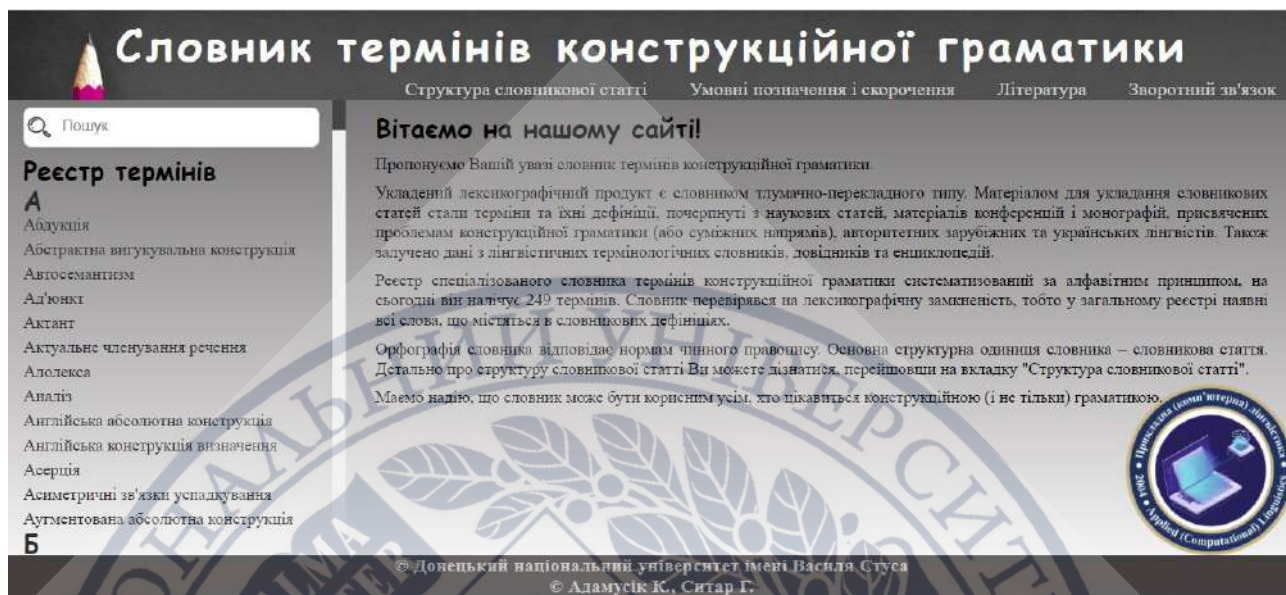 Словник термінів конструкційної граматики
Структура словникової статті Умовні позначення і скорочення Література Зворотний зв'язок
Пошук
Реєстр термінів
А
Абдукція
Абстрактна вигукувальна конструкція
Автосемантизм
Ад'юнкт
Актант
Актуальне членування речення
Алолекса
Аналіз
Англійська абсолютна конструкція
Англійська конструкція визначення
Асерція
Асиметричні зв'язки успадкування
Аугментована абсолютна конструкція
Б
Вітаємо на нашому сайті!
Пропонуємо Вашій увазі словник термінів конструкційної граматики.
Укладений лексикографічний продукт є словником тлумачно-перекладного типу. Матеріалом для укладання словникових
статей стали терміни та їхні дефініції, почерпнуті з наукових статей, матеріалів конференцій і монографій, присвячених
проблемам конструкційної граматики (або суміжних напрямів), авторитетних зарубіжних та українських лінгвістів. Також
залучено дані з лінгвістичних термінологічних словників, довідників та енциклопедій.
Реєстр спеціалізованого словника термінів конструкційної граматики систематизований за алфавітним принципом, на
сьогодні він налічує 249 термінів. Словник перевірявся на лексикографічну замкненість, тобто у загальному реєстрі наявні
всі слова, що містяться в словникових дефініціях.
Орфографія словника відповідає нормам чинного правопису. Основна структурна одиниця словника – словникова стаття.
Детально про структуру словникової статті Ви можете дізнатися, перейшовши на вкладку "Структура словникової статті".
Маємо надію, що словник може бути корисним усім, хто цікавиться конструкційною (і не тільки) граматикою.
Прикладна (комп'ютерна) лінгвістика • 2004 • Applied (Computational) Linguistics •
© Донецький національний університет імені Василя Стуса
© Адамусік К., Ситар Г.